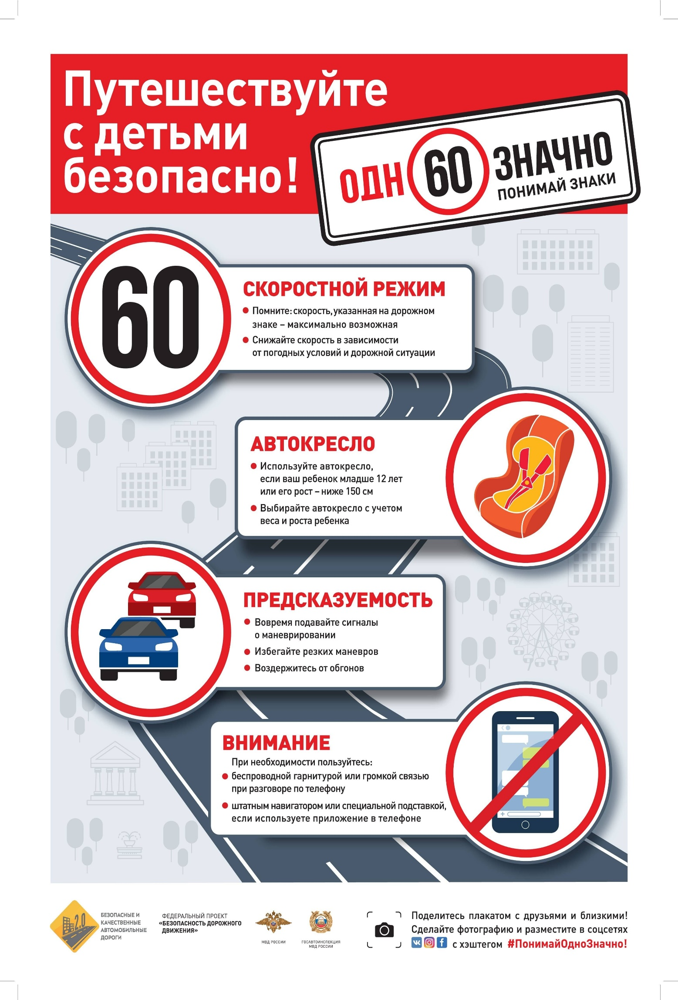 Путешествуйте
с детьми
безопасно!
ОДН 60 ЗНАЧНО
ПОНИМАЙ ЗНАКИ
60
СКОРОСТНОЙ РЕЖИМ
Помните: скорость, указанная на дорожном
знаке – максимально возможная
Снижайте скорость в зависимости
от погодных условий и дорожной ситуации
АВТОКРЕСЛО
Используйте автокресло,
если ваш ребенок младше 12 лет
или его рост – ниже 150 см
Выбирайте автокресло с учетом
веса и роста ребенка
ПРЕДСКАЗУЕМОСТЬ
Вовремя подавайте сигналы
о маневрировании
Избегайте резких маневров
Воздержитесь от обгонов
ВНИМАНИЕ
При необходимости пользуйтесь:
беспроводной гарнитурой или громкой связью
при разговоре по телефону
штатным навигатором или специальной подставкой,
если используете приложение в телефоне
2.0
БЕЗОПАСНЫЕ И
КАЧЕСТВЕННЫЕ
АВТОМОБИЛЬНЫЕ
ДОРОГИ
ФЕДЕРАЛЬНЫЙ ПРОЕКТ
«БЕЗОПАСНОСТЬ ДОРОЖНОГО
ДВИЖЕНИЯ»
МВД РОССИИ
ГОСАВТОИНСПЕКЦИЯ
МВД РОССИИ
Поделитесь плакатом с друзьями и близкими!
Сделайте фотографию и разместите в соцсетях
с хэштегом #ПонимайОдноЗначно!